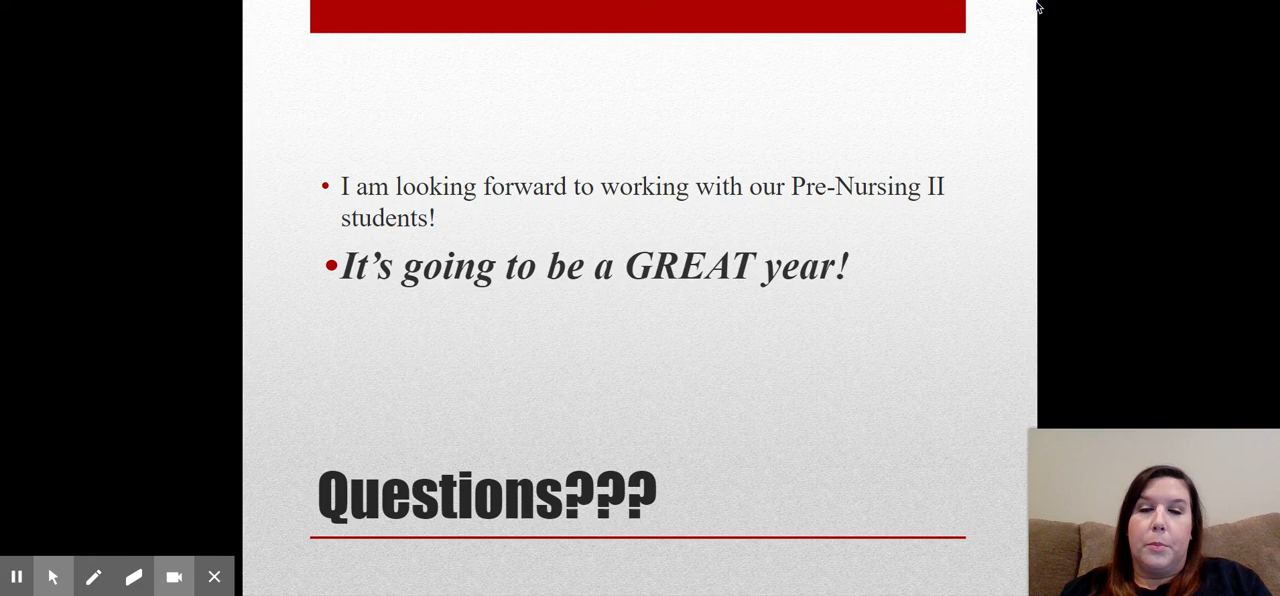 • I am looking forward to working with our Pre-Nursing II
students!
•It’s going to be a GREAT year!
Questions???